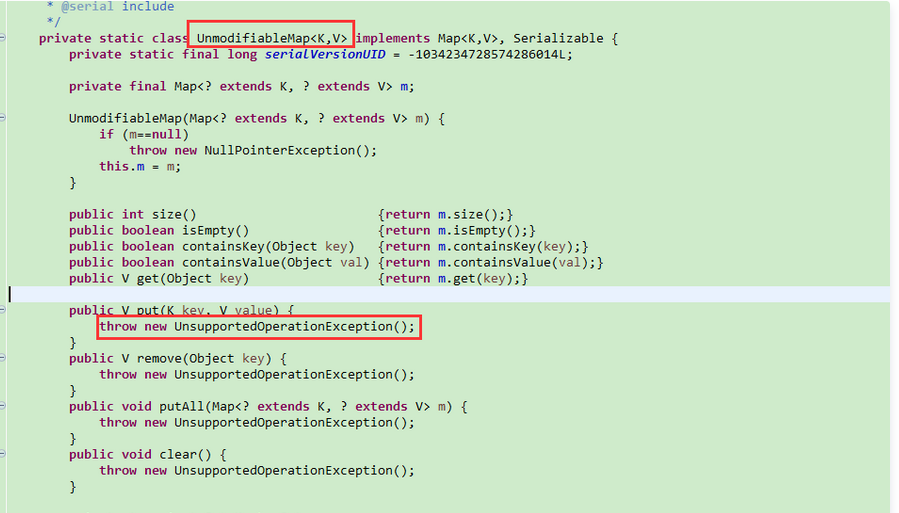 * @serial include
*/
private static class UnmodifiableMap<K,V> implements Map<K,V>, Serializable {
private static final long serialVersionUID = -1034234728574286014L;
private final Map<? extends K, ? extends V> m;
UnmodifiableMap(Map<? extends K, ? extends V> m) {
if (m==null)
throw new NullPointerException();
this.m = m;
}
public int size() {return m.size();}
public boolean isEmpty() {return m.isEmpty();}
public boolean containsKey(Object key) {return m.containsKey(key);}
public boolean containsValue(Object val) {return m.containsValue(val);}
public V get(Object key) {return m.get(key);}
public V put(K key, V value) {
throw new UnsupportedOperationException();
}
public V remove(Object key) {
throw new UnsupportedOperationException();
}
public void putAll(Map<? extends K, ? extends V> m) {
throw new UnsupportedOperationException();
}
public void clear() {
throw new UnsupportedOperationException();
}